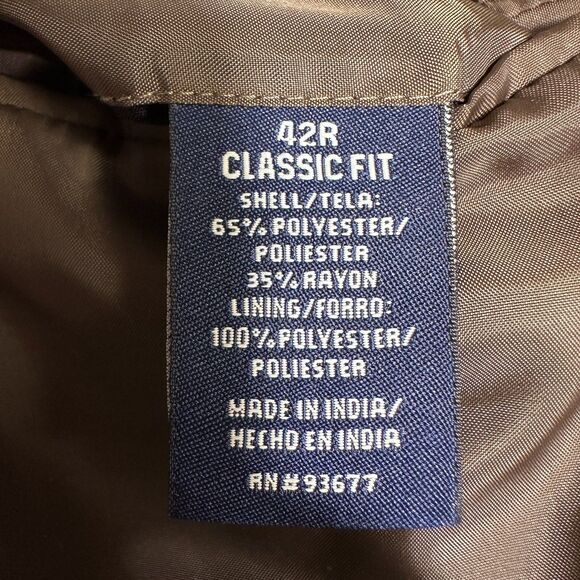 42R
CLASSIC FIT
SHELL/TELA:
65% POLYESTER/
POLIESTER
35% RAYON
LINING/FORRO:
100% POLYESTER/
POLIESTER
MADE IN INDIA/
HECHO EN INDIA
RN#93677